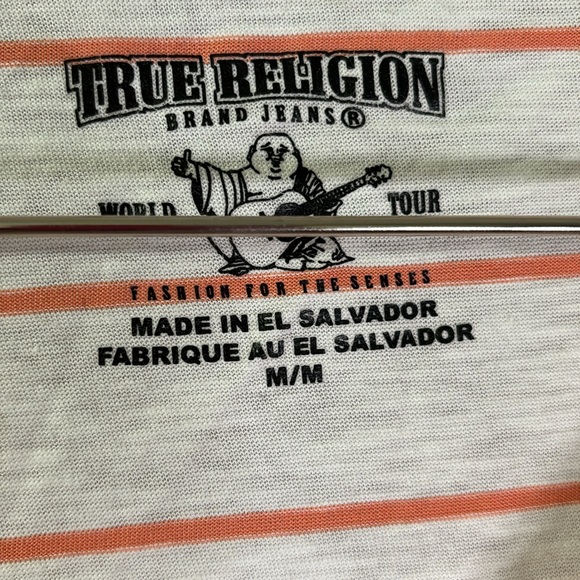 TRUE RELIGION
BRAND JEANS®
WORLD TOUR
FASHION FOR THE SENSES
MADE IN EL SALVADOR
FABRIQUE AU EL SALVADOR
M/M